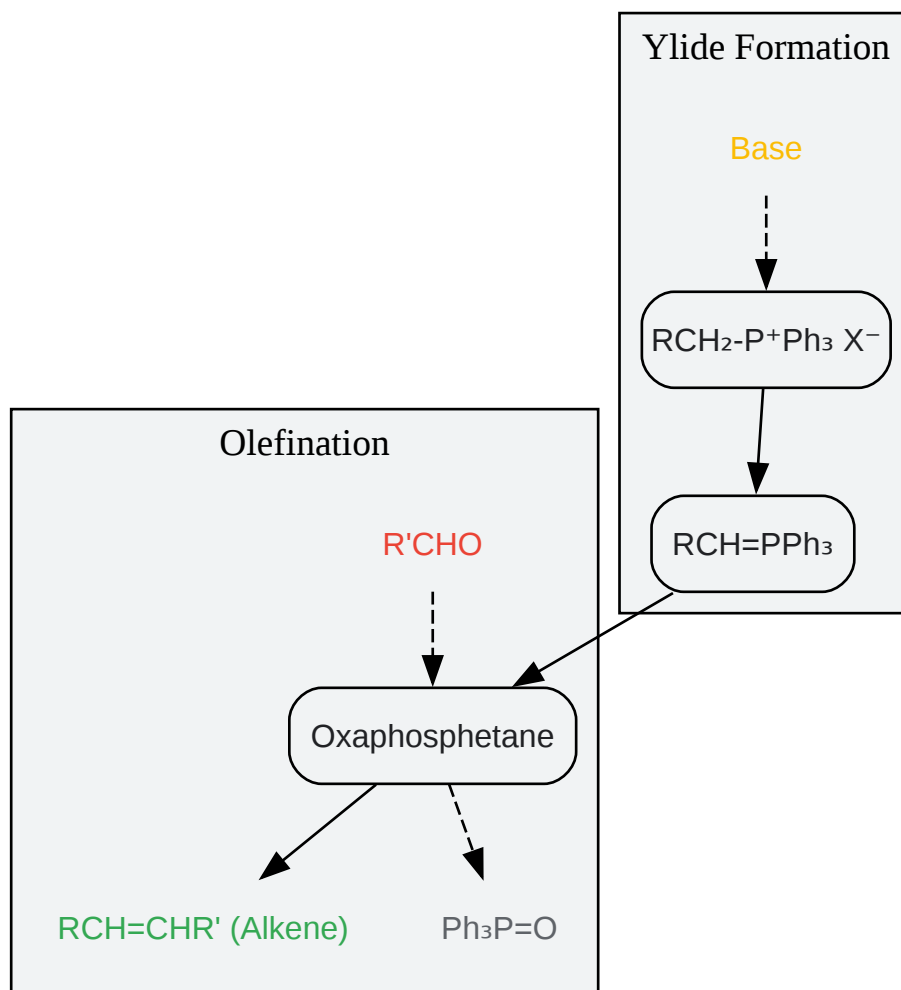 Ylide Formation
Base
RCH₂-P⁺Ph₃ X⁻
RCH=PPh₃
Olefination
R'CHO
Oxaphosphetane
RCH=CHR' (Alkene)
Ph₃P=O